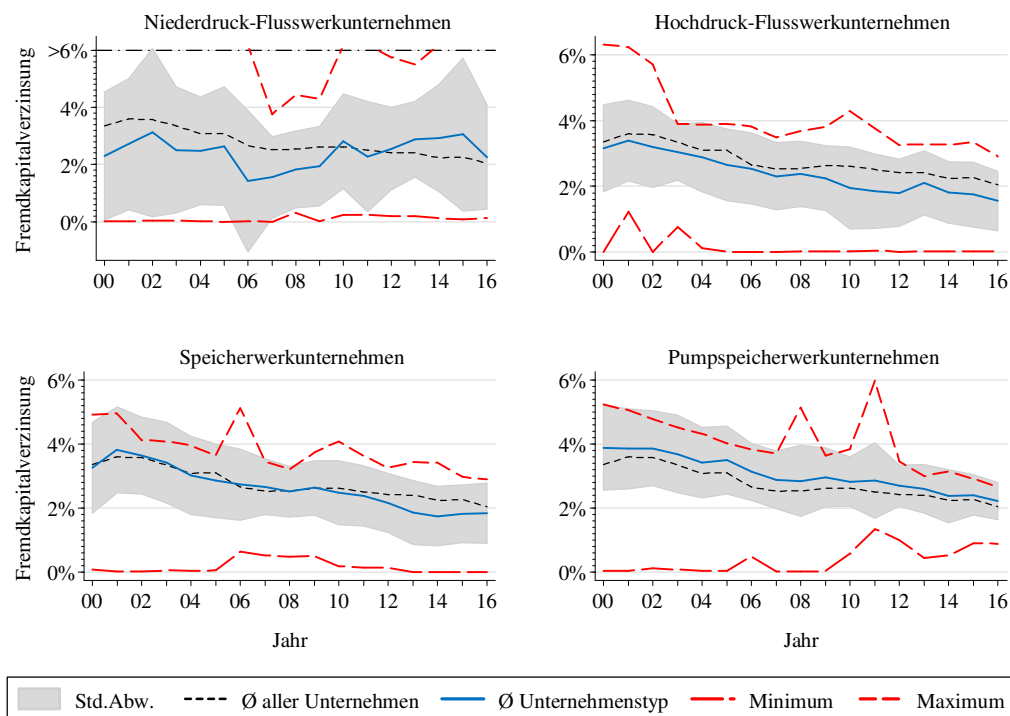 Niederdruck-Flusswerkunternehmen
Hochdruck-Flusswerkunternehmen
Fremdkapitalverzinsung
>6%
4%
2%
0%
00 02 04 06 08 10 12 14 16
6%
4%
2%
0%
00 02 04 06 08 10 12 14 16
Speicherwerkunternehmen
Pumpspeicherwerkunternehmen
Fremdkapitalverzinsung
6%
4%
2%
0%
00 02 04 06 08 10 12 14 16
Jahr
6%
4%
2%
0%
00 02 04 06 08 10 12 14 16
Jahr
Std.Abw. Ø aller Unternehmen Ø Unternehmenstyp Minimum Maximum